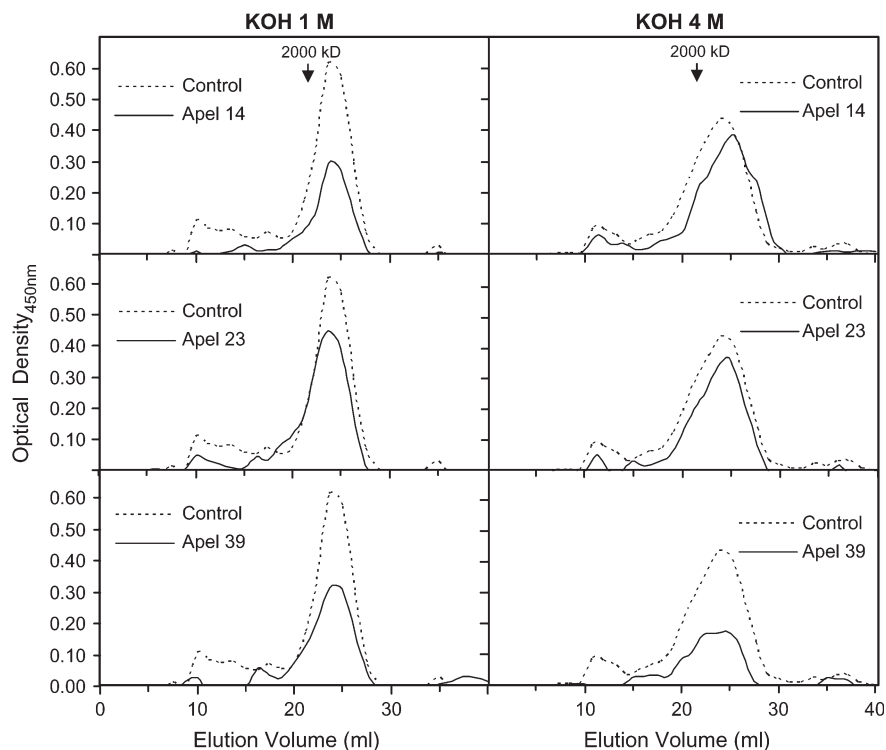 KOH 1 M
KOH 4 M
2000 kD
2000 kD
0.60
0.50
0.40
0.30
0.20
0.10
Control
Apel 14
Control
Apel 14
0.60
0.50
0.40
0.30
0.20
0.10
Control
Apel 23
Control
Apel 23
0.60
0.50
0.40
0.30
0.20
0.10
0.00
Control
Apel 39
Control
Apel 39
Optical Density450nm
0 10 20 30
10 20 30 40
Elution Volume (ml)
Elution Volume (ml)